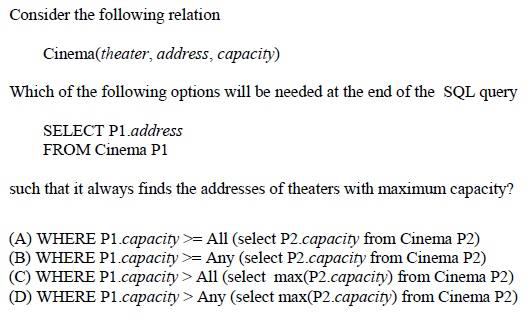 Consider the following relation
Cinema(theater, address, capacity)
Which of the following options will be needed at the end of the SQL query
SELECT P1.address
FROM Cinema P1
such that it always finds the addresses of theaters with maximum capacity?
(A) WHERE P1.capacity >= All (select P2.capacity from Cinema P2)
(B) WHERE P1.capacity >= Any (select P2.capacity from Cinema P2)
(C) WHERE P1.capacity > All (select max(P2.capacity) from Cinema P2)
(D) WHERE P1.capacity > Any (select max(P2.capacity) from Cinema P2)